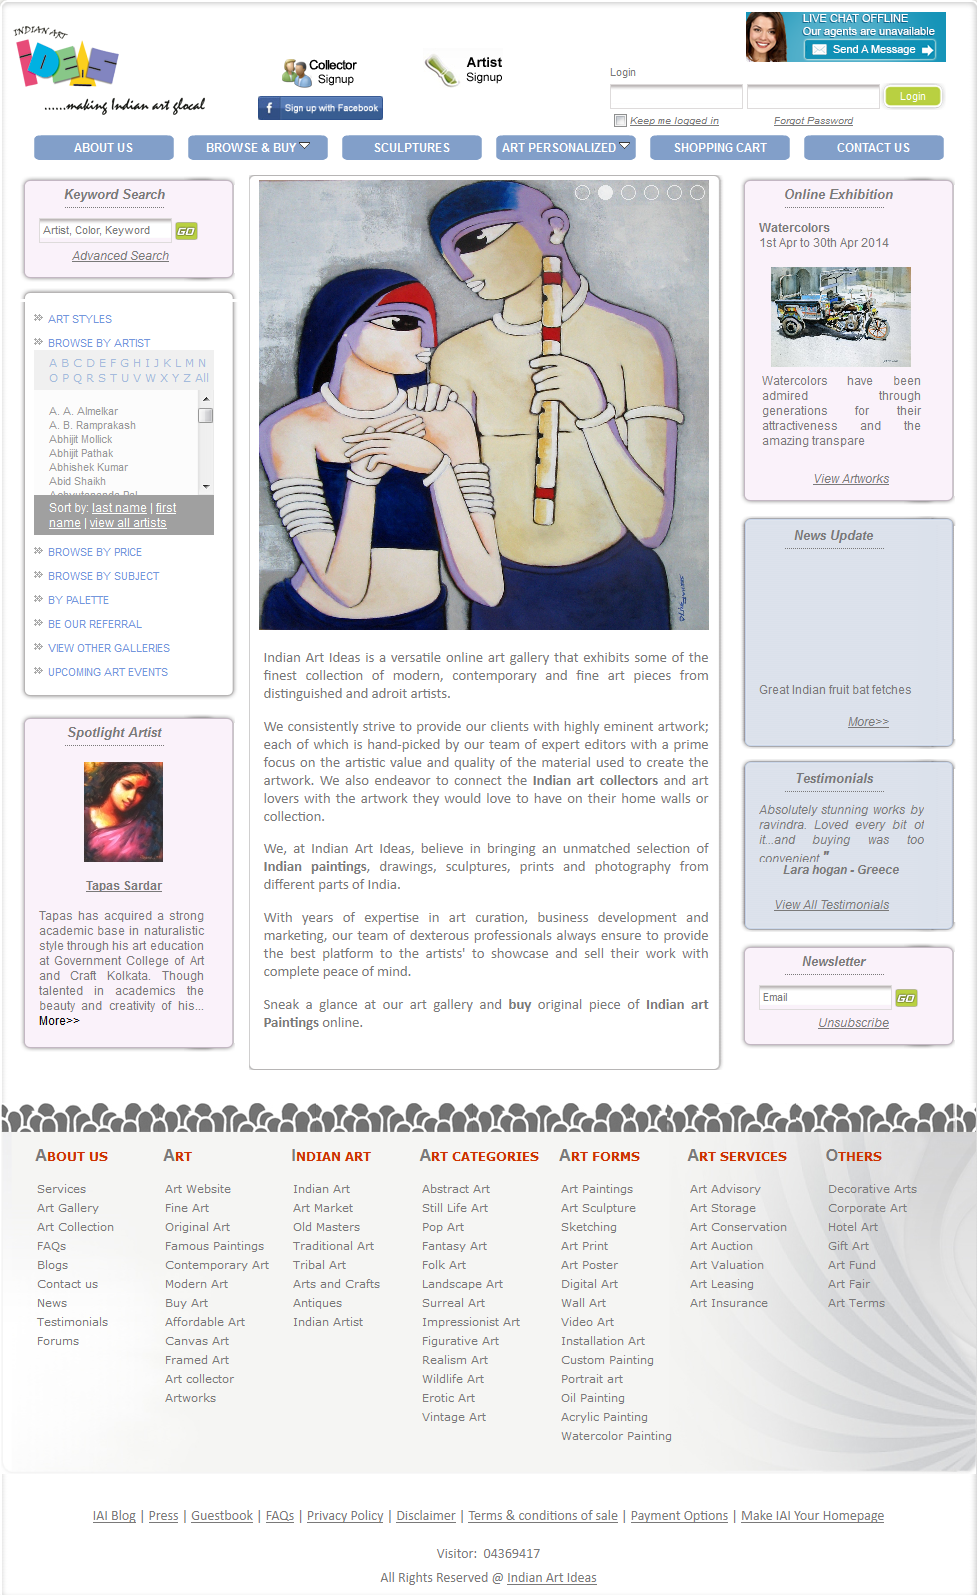 INDIAN ART
IDEAS
......making Indian art glocal
Collector
Signup
Artist
Signup
Sign up with Facebook
LIVE CHAT OFFLINE
Our agents are unavailable
Send A Message
Login
Login
Keep me logged in
Forgot Password
ABOUT US
BROWSE & BUY
SCULPTURES
ART PERSONALIZED
SHOPPING CART
CONTACT US
Keyword Search
Artist, Color, Keyword
GO
Advanced Search
ART STYLES
BROWSE BY ARTIST
A B C D E F G H I J K L M N
O P Q R S T U V W X Y Z All
A. A. Almelkar
A. B. Ramprakash
Abhijit Mollick
Abhijit Pathak
Abhishek Kumar
Abid Shaikh
Sort by: last name | first
name | view all artists
BROWSE BY PRICE
BROWSE BY SUBJECT
BY PALETTE
BE OUR REFERRAL
VIEW OTHER GALLERIES
UPCOMING ART EVENTS
Spotlight Artist
Tapas Sardar
Tapas has acquired a strong
academic base in naturalistic
style through his art education
at Government College of Art
and Craft Kolkata. Though
talented in academics the
beauty and creativity of his...
More>>
Indian Art Ideas is a versatile online art gallery that exhibits some of the
finest collection of modern, contemporary and fine art pieces from
distinguished and adroit artists.
We consistently strive to provide our clients with highly eminent artwork;
each of which is hand-picked by our team of expert editors with a prime
focus on the artistic value and quality of the material used to create the
artwork. We also endeavor to connect the Indian art collectors and art
lovers with the artwork they would love to have on their home walls or
collection.
We, at Indian Art Ideas, believe in bringing an unmatched selection of
Indian paintings, drawings, sculptures, prints and photography from
different parts of India.
With years of expertise in art curation, business development and
marketing, our team of dexterous professionals always ensure to provide
the best platform to the artists' to showcase and sell their work with
complete peace of mind.
Sneak a glance at our art gallery and buy original piece of Indian art
Paintings online.
Online Exhibition
Watercolors
1st Apr to 30th Apr 2014
Watercolors have been
admired through
generations for their
attractiveness and the
amazing transpare
View Artworks
News Update
Great Indian fruit bat fetches
More>>
Testimonials
Absolutely stunning works by
ravindra. Loved every bit of
it...and buying was too
convenient."
Lara hogan - Greece
View All Testimonials
Newsletter
Email
GO
Unsubscribe
ABOUT US
Services
Art Gallery
Art Collection
FAQs
Blogs
Contact us
News
Testimonials
Forums
ART
Art Website
Fine Art
Original Art
Famous Paintings
Contemporary Art
Modern Art
Buy Art
Affordable Art
Canvas Art
Framed Art
Art collector
Artworks
INDIAN ART
Indian Art
Art Market
Old Masters
Traditional Art
Tribal Art
Arts and Crafts
Antiques
Indian Artist
ART CATEGORIES
Abstract Art
Still Life Art
Pop Art
Fantasy Art
Folk Art
Landscape Art
Surreal Art
Impressionist Art
Figurative Art
Realism Art
Wildlife Art
Erotic Art
Vintage Art
ART FORMS
Art Paintings
Art Sculpture
Sketching
Art Print
Art Poster
Digital Art
Wall Art
Video Art
Installation Art
Custom Painting
Portrait art
Oil Painting
Acrylic Painting
Watercolor Painting
ART SERVICES
Art Advisory
Art Storage
Art Conservation
Art Auction
Art Valuation
Art Leasing
Art Insurance
OTHERS
Decorative Arts
Corporate Art
Hotel Art
Gift Art
Art Fund
Art Fair
Art Terms
IAI Blog | Press | Guestbook | FAQs | Privacy Policy | Disclaimer | Terms & conditions of sale | Payment Options | Make IAI Your Homepage
Visitor: 04369417
All Rights Reserved @ Indian Art Ideas